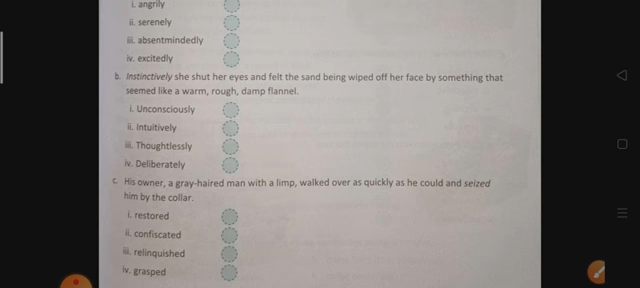 i. angrily
ii. serenely
iii. absentmindedly
iv. excitedly
b. Instinctively she shut her eyes and felt the sand being wiped off her face by something that
seemed like a warm, rough, damp flannel.
i. Unconsciously
ii. Intuitively
iii. Thoughtlessly
iv. Deliberately
c. His owner, a gray-haired man with a limp, walked over as quickly as he could and seized
him by the collar.
i. restored
ii. confiscated
iii. relinquished
iv. grasped